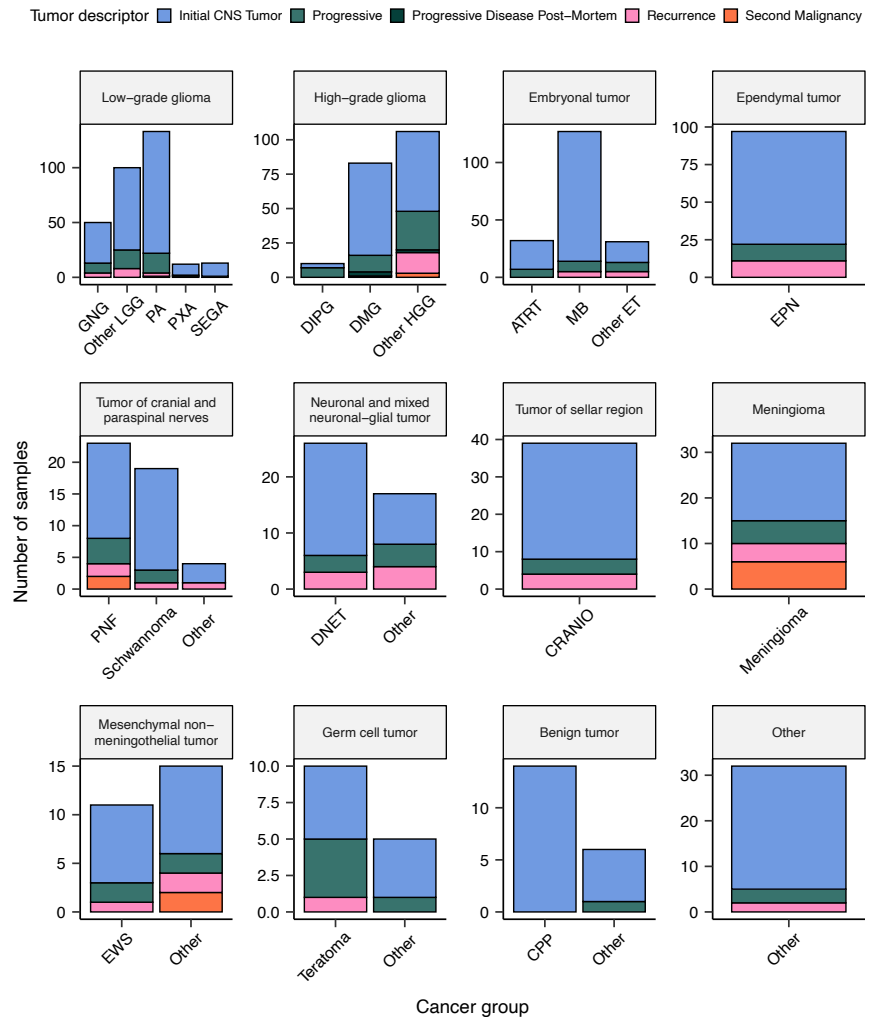 Tumor descriptor Initial CNS Tumor Progressive Progressive Disease Post−Mortem Recurrence Second Malignancy
Low−grade glioma
High−grade glioma
Embryonal tumor
Ependymal tumor
100
50
0
GNG
Other LGG
PA
PXA
SEGA
100
75
50
25
0
DIPG
DMG
Other HGG
100
50
0
ATRT
MB
Other ET
100
75
50
25
0
EPN
Tumor of cranial and
paraspinal nerves
Neuronal and mixed
neuronal−glial tumor
Tumor of sellar region
Meningioma
20
15
10
5
0
PNF
Schwannoma
Other
20
10
0
DNET
Other
40
30
20
10
0
CRANIO
30
20
10
0
Meningioma
Mesenchymal non−
meningothelial tumor
Germ cell tumor
Benign tumor
Other
15
10
5
0
EWS
Other
10.0
7.5
5.0
2.5
0.0
Teratoma
Other
10
5
0
CPP
Other
30
20
10
0
Other
Number of samples
Cancer group